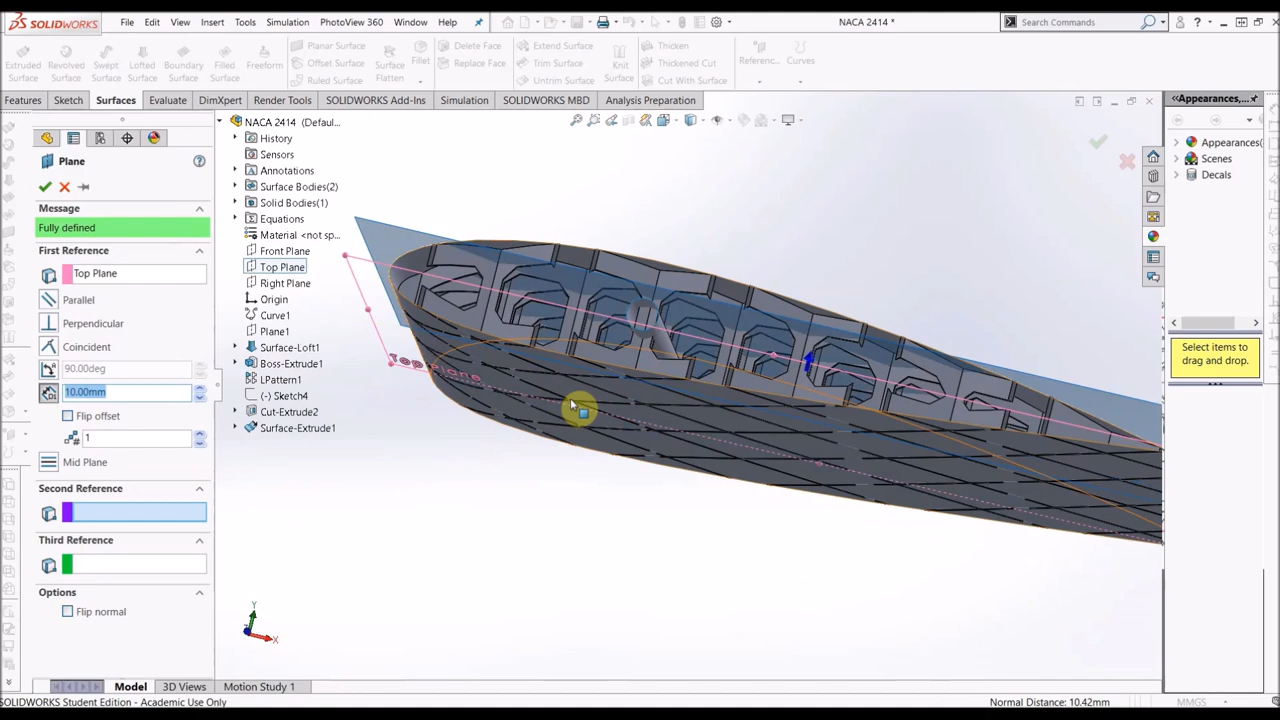 SOLIDWORKS
File Edit View Insert Tools Simulation PhotoView 360 Window Help
NACA 2414 *
Search Commands
Extruded Surface
Revolved Surface
Swept Surface
Lofted Surface
Boundary Surface
Filled Surface
Freeform
Planar Surface
Offset Surface
Ruled Surface
Surface Flatten
Fillet
Delete Face
Replace Face
Extend Surface
Trim Surface
Untrim Surface
Knit Surface
Thicken
Thickened Cut
Cut With Surface
Referenc...
Curves
Features Sketch Surfaces Evaluate DimXpert Render Tools SOLIDWORKS Add-Ins Simulation SOLIDWORKS MBD Analysis Preparation
Plane
Message
Fully defined
First Reference
Top Plane
Parallel
Perpendicular
Coincident
90.00deg
10.00mm
Flip offset
1
Mid Plane
Second Reference
Third Reference
Options
Flip normal
NACA 2414 (Defaul...
History
Sensors
Annotations
Surface Bodies(2)
Solid Bodies(1)
Equations
Material <not sp...
Front Plane
Top Plane
Right Plane
Origin
Curve1
Plane1
Surface-Loft1
Boss-Extrude1
LPattern1
(-) Sketch4
Cut-Extrude2
Surface-Extrude1
Top Plane
Y
X
<<Appearances,...
Appearances(
Scenes
Decals
Select items to
drag and drop.
Model 3D Views Motion Study 1
SOLIDWORKS Student Edition - Academic Use Only
Normal Distance: 10.42mm
MMGS